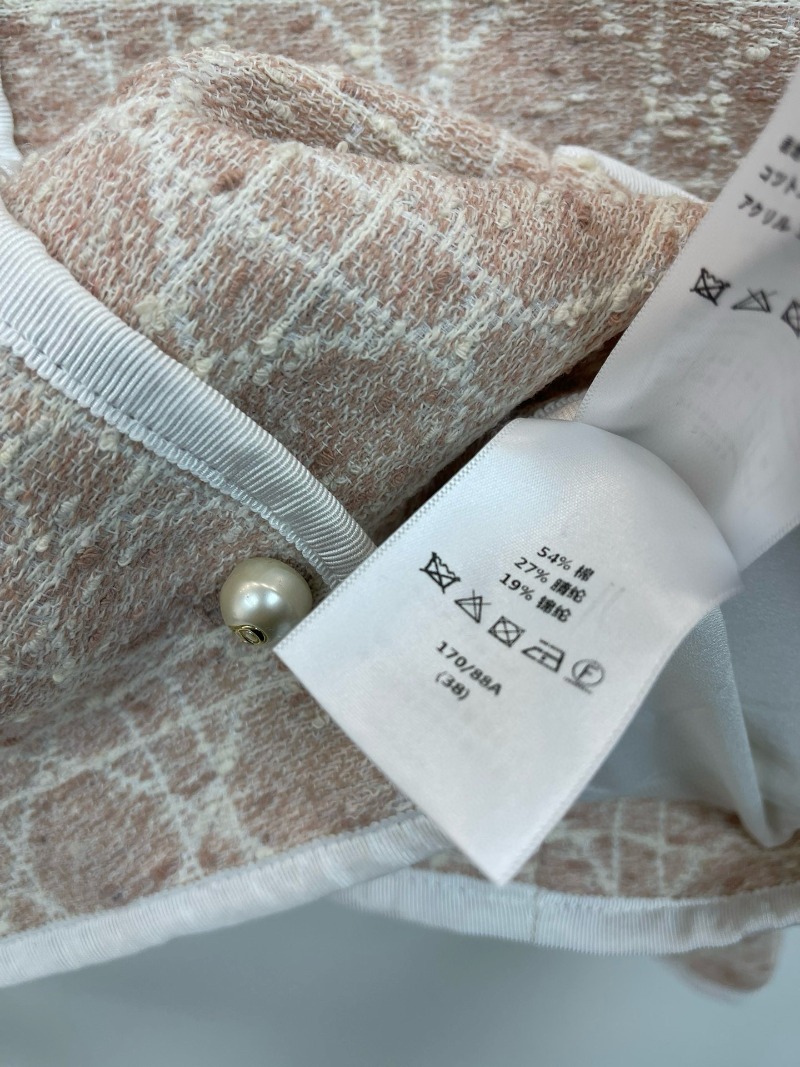 コットン
アクリル
54% 棉
27% 腈纶
19% 锦纶
170/88A
(38)
F